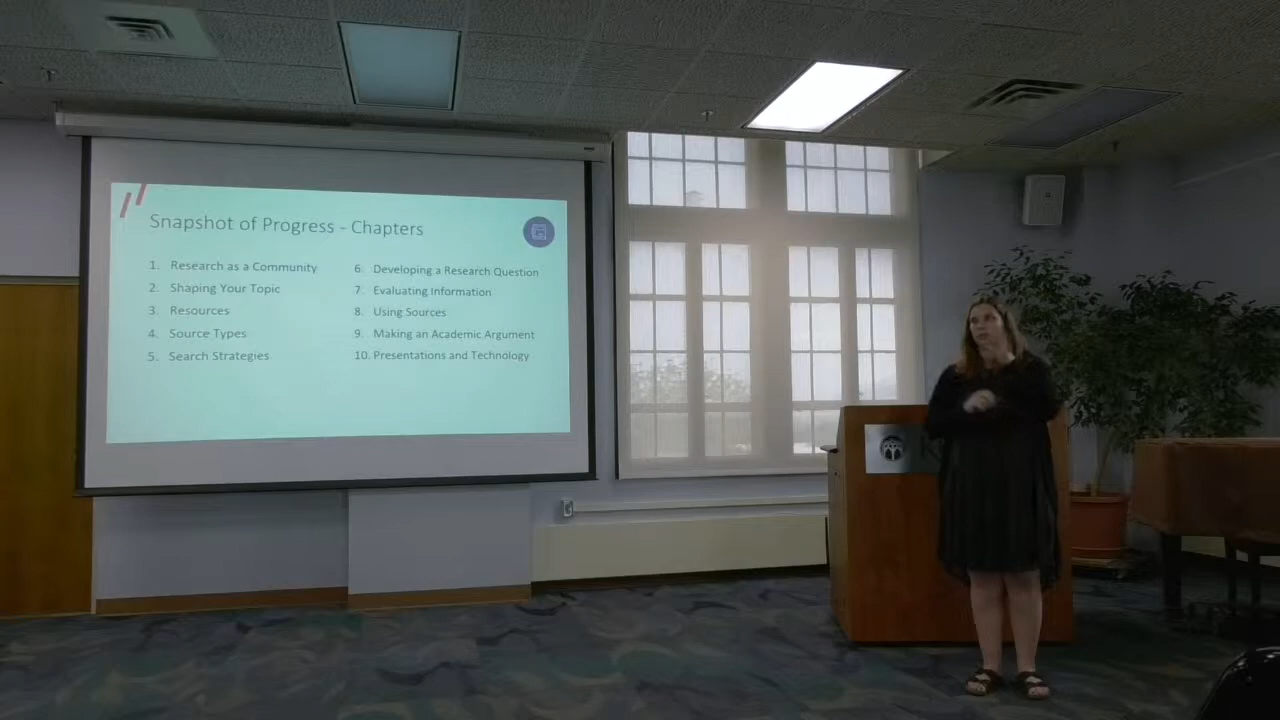 Snapshot of Progress - Chapters
1. Research as a Community
2. Shaping Your Topic
3. Resources
4. Source Types
5. Search Strategies
6. Developing a Research Question
7. Evaluating Information
8. Using Sources
9. Making an Academic Argument
10. Presentations and Technology